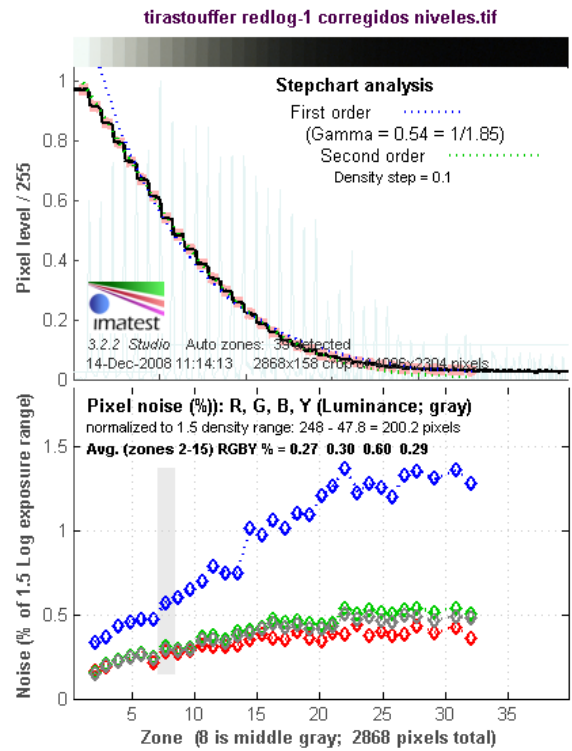 tirastouffer redlog-1 corregidos niveles.tif
Stepchart analysis
First order
(Gamma = 0.54 = 1/1.85)
Second order
Density step = 0.1
Pixel level / 255
1
0.8
0.6
0.4
0.2
0
imatest
3.2.2 Studio Auto zones: 39 detected
14-Dec-2008 11:14:13 2868x158 crop of 4096x2304 pixels
Pixel noise (%)): R, G, B, Y (Luminance; gray)
normalized to 1.5 density range: 248 - 47.8 = 200.2 pixels
Avg. (zones 2-15) RGBY % = 0.27 0.30 0.60 0.29
Noise (% of 1.5 Log exposure range)
1.5
1
0.5
0
5 10 15 20 25 30 35
Zone (8 is middle gray; 2868 pixels total)